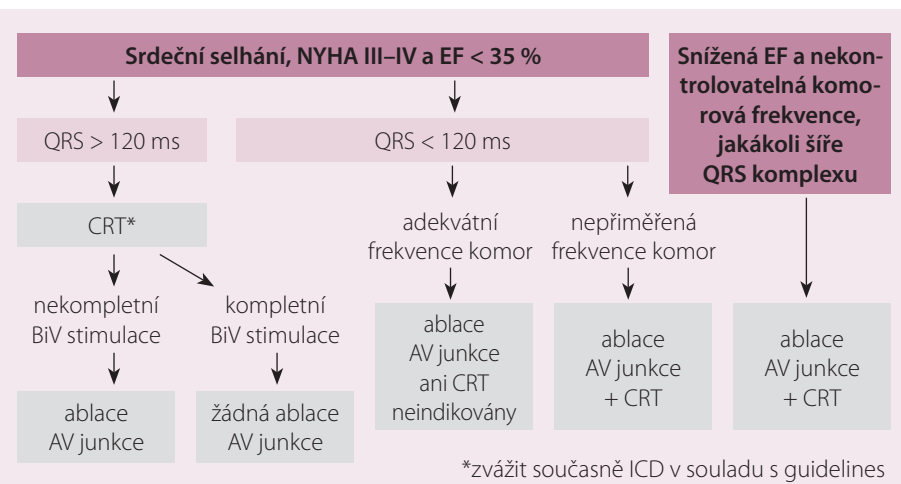 Srdeční selhání, NYHA III–IV a EF < 35 %
Snížená EF a nekon-
trolovatelná komo-
rová frekvence,
jakákoli šíře
QRS komplexu
QRS > 120 ms
QRS < 120 ms
CRT*
adekvátní
frekvence komor
nepřiměřená
frekvence komor
nekompletní
BiV stimulace
kompletní
BiV stimulace
ablace
AV junkce
žádná ablace
AV junkce
ablace
AV junkce
ani CRT
neindikovány
ablace
AV junkce
+ CRT
ablace
AV junkce
+ CRT
*zvážit současně ICD v souladu s guidelines